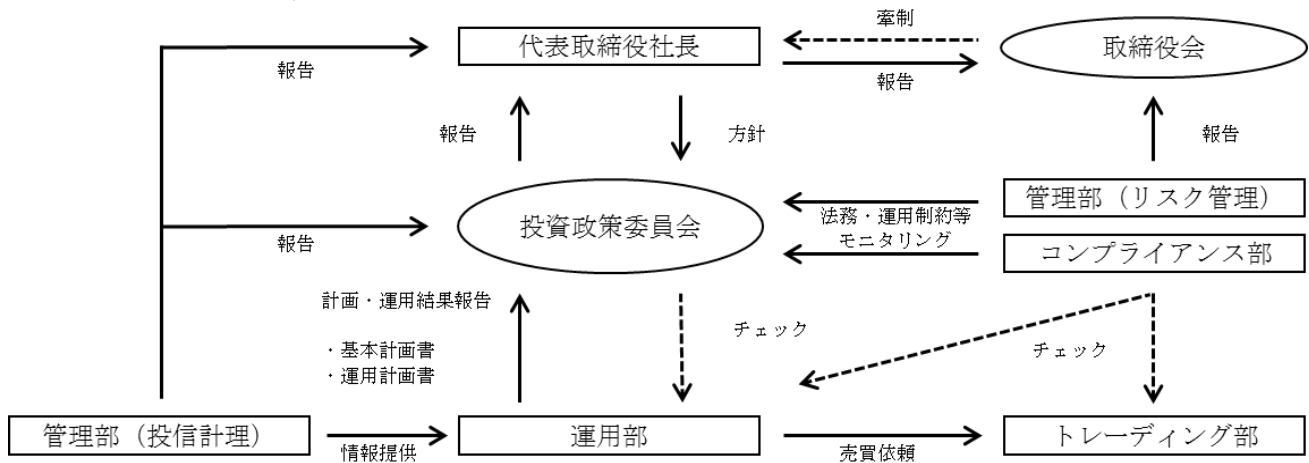 牽制
代表取締役社長
取締役会
報告
報告
報告
方針
報告
管理部（リスク管理）
投資政策委員会
法務・運用制約等
モニタリング
報告
コンプライアンス部
計画・運用結果報告
チェック
チェック
・基本計画書
・運用計画書
管理部（投信計理）
運用部
トレーディング部
情報提供
売買依頼